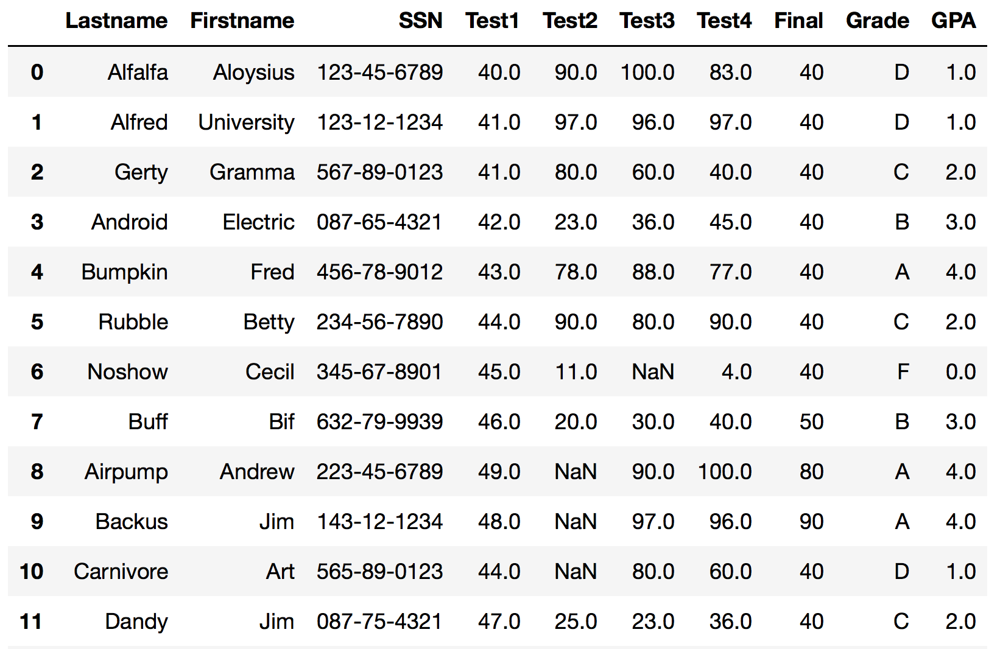 Lastname Firstname SSN Test1 Test2 Test3 Test4 Final Grade GPA
0 Alfalfa Aloysius 123-45-6789 40.0 90.0 100.0 83.0 40 D 1.0
1 Alfred University 123-12-1234 41.0 97.0 96.0 97.0 40 D 1.0
2 Gerty Gramma 567-89-0123 41.0 80.0 60.0 40.0 40 C 2.0
3 Android Electric 087-65-4321 42.0 23.0 36.0 45.0 40 B 3.0
4 Bumpkin Fred 456-78-9012 43.0 78.0 88.0 77.0 40 A 4.0
5 Rubble Betty 234-56-7890 44.0 90.0 80.0 90.0 40 C 2.0
6 Noshow Cecil 345-67-8901 45.0 11.0 NaN 4.0 40 F 0.0
7 Buff Bif 632-79-9939 46.0 20.0 30.0 40.0 50 B 3.0
8 Airpump Andrew 223-45-6789 49.0 NaN 90.0 100.0 80 A 4.0
9 Backus Jim 143-12-1234 48.0 NaN 97.0 96.0 90 A 4.0
10 Carnivore Art 565-89-0123 44.0 NaN 80.0 60.0 40 D 1.0
11 Dandy Jim 087-75-4321 47.0 25.0 23.0 36.0 40 C 2.0